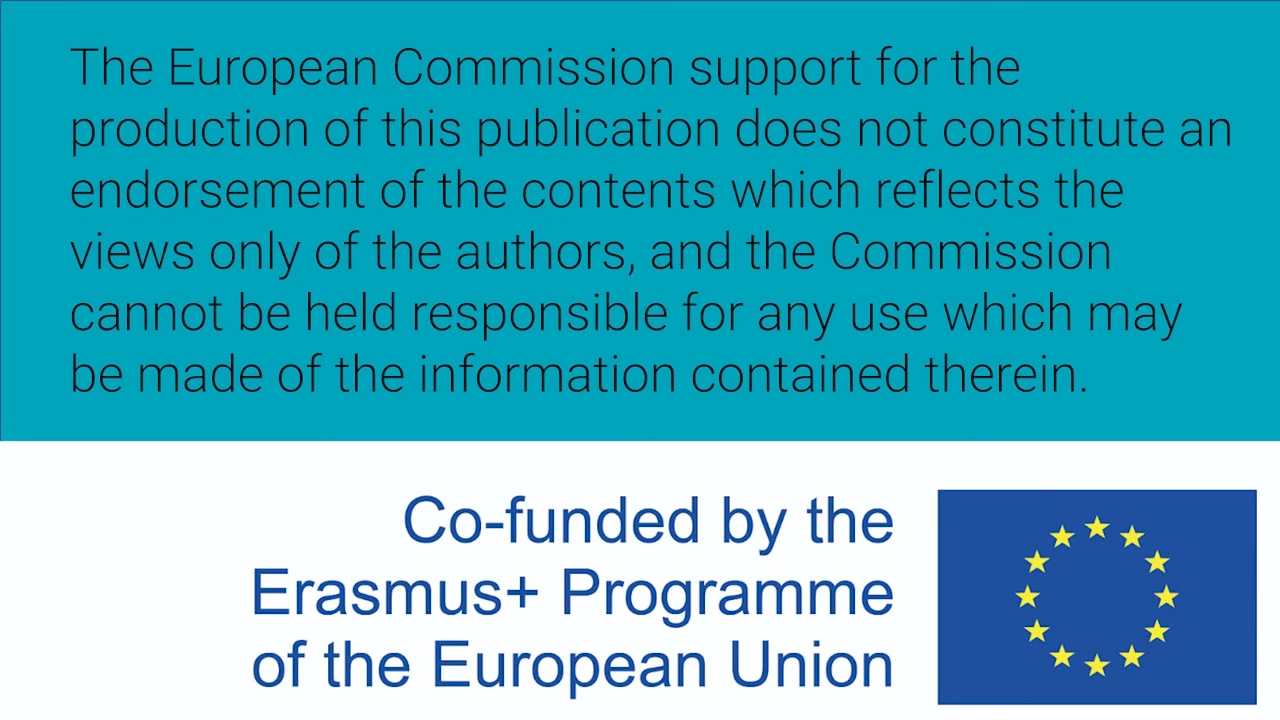 The European Commission support for the
production of this publication does not constitute an
endorsement of the contents which reflects the
views only of the authors, and the Commission
cannot be held responsible for any use which may
be made of the information contained therein.
Co-funded by the
Erasmus+ Programme
of the European Union